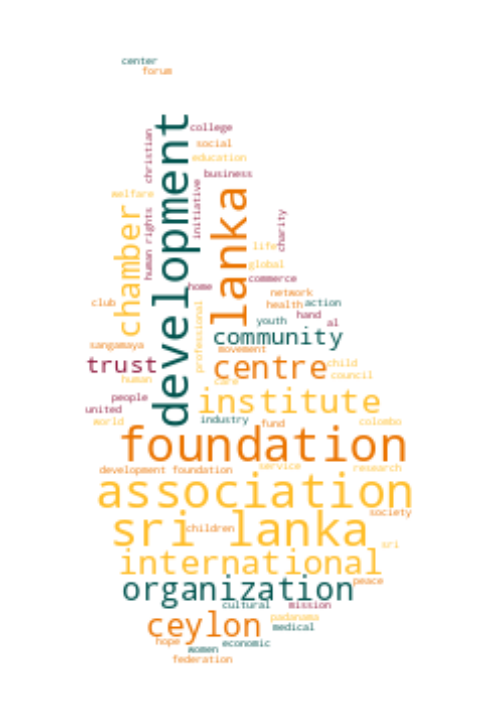 center
forum
development
college
christian
social
education
business
welfare
initiative
lanka
chamber
human rights
charity
life
global
commerce
home
network
club
health
action
professional
hand
youth
al
community
sangamaya
movement
trust
centre
child
human
care
council
people
institute
united
world
industry
fund
colombo
foundation
development foundation
service
research
association
society
sri lanka
children
sri
international
peace
organization
cultural
mission
ceylon
padanama
medical
hope
economic
women
federation